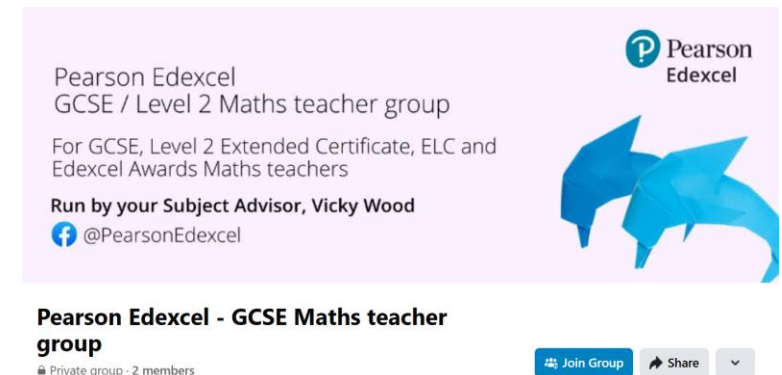 Pearson
Edexcel
Pearson Edexcel
GCSE / Level 2 Maths teacher group
For GCSE, Level 2 Extended Certificate, ELC and
Edexcel Awards Maths teachers
Run by your Subject Advisor, Vicky Wood
@PearsonEdexcel
Pearson Edexcel - GCSE Maths teacher
group
Private group · 2 members
Join Group
Share